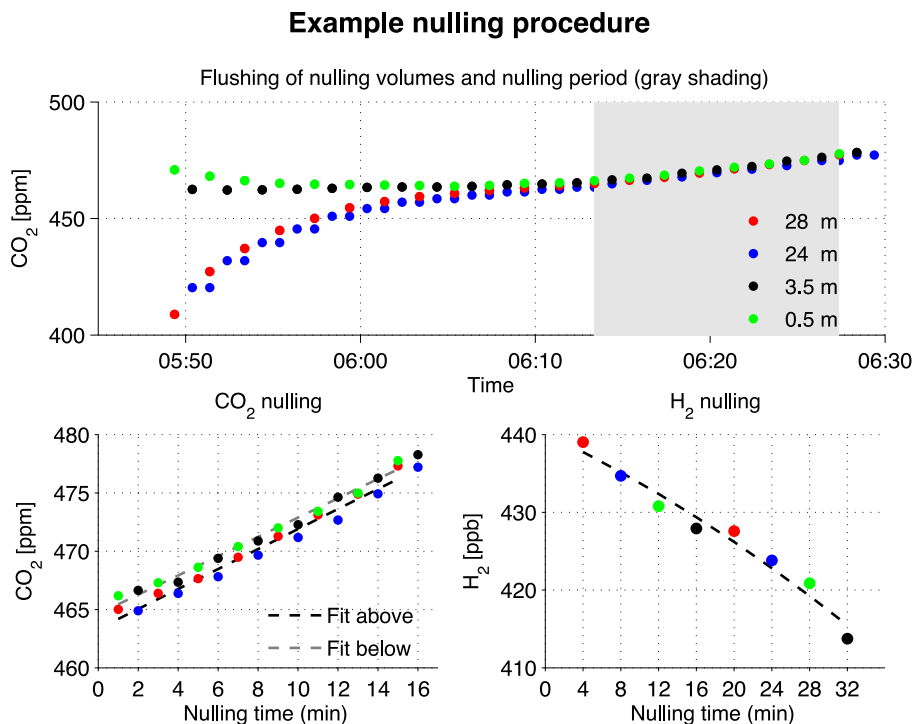 Example nulling procedure
Flushing of nulling volumes and nulling period (gray shading)
CO₂ [ppm]
500
450
400
28 m
24 m
3.5 m
0.5 m
05:50 06:00 06:10 06:20 06:30
Time
CO₂ nulling
CO₂ [ppm]
480
475
470
465
460
Fit above
Fit below
0 2 4 6 8 10 12 14 16
Nulling time (min)
H₂ nulling
H₂ [ppb]
440
430
420
410
0 4 8 12 16 20 24 28 32
Nulling time (min)